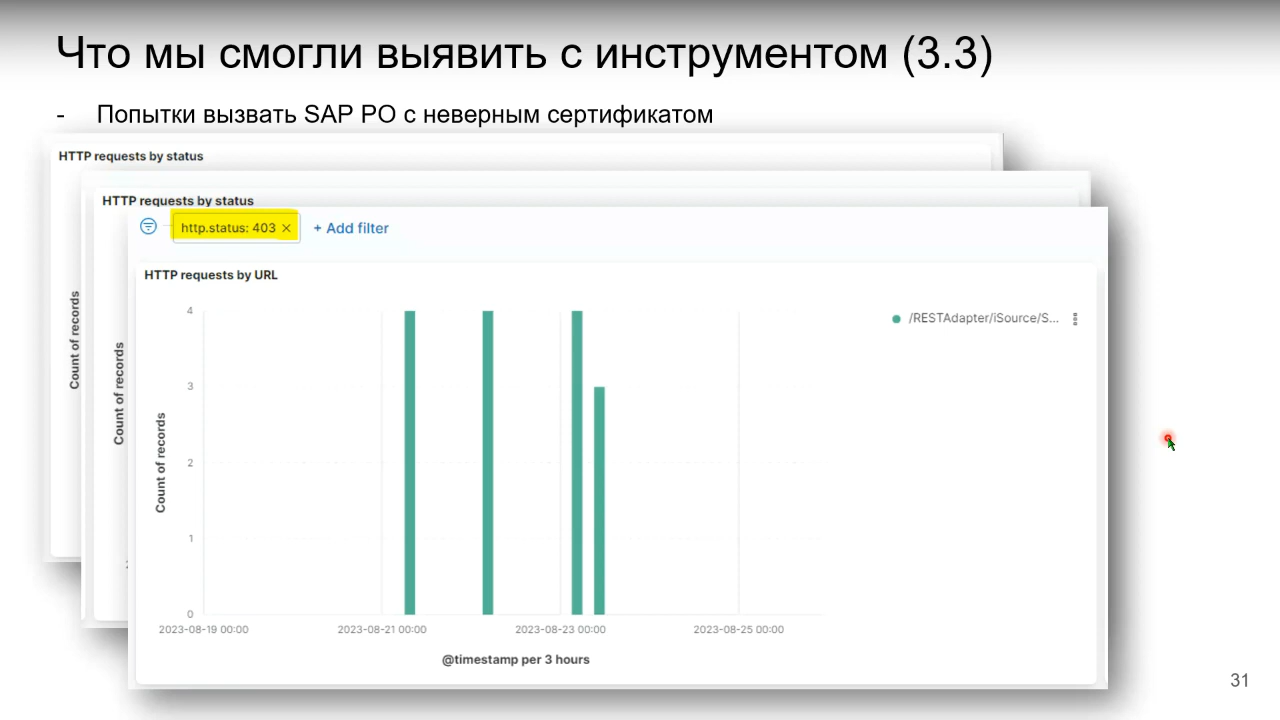 Что мы смогли выявить с инструментом (3.3)
- Попытки вызвать SAP PO с неверным сертификатом
HTTP requests by status
HTTP requests by status
http.status: 403 ×
+ Add filter
HTTP requests by URL
Count of records
Count of records
Count of records
4
3
2
1
0
/RESTAdapter/iSource/S...
2023-08-19 00:00
2023-08-21 00:00
2023-08-23 00:00
2023-08-25 00:00
@timestamp per 3 hours
31